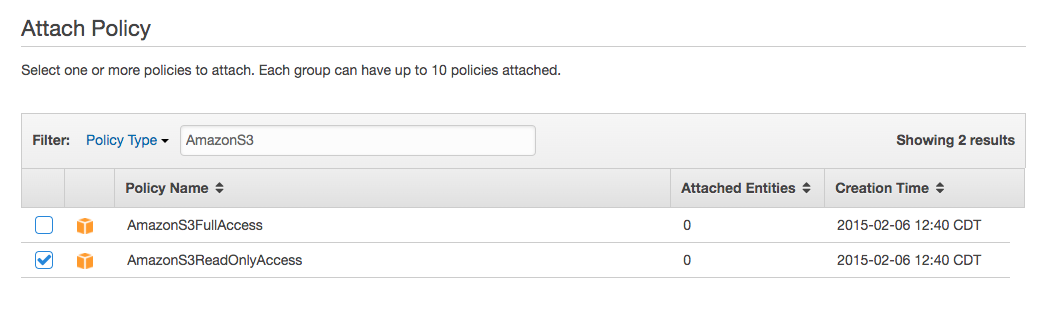 Attach Policy
Select one or more policies to attach. Each group can have up to 10 policies attached.
Filter: Policy Type AmazonS3 Showing 2 results
Policy Name Attached Entities Creation Time
AmazonS3FullAccess 0 2015-02-06 12:40 CDT
AmazonS3ReadOnlyAccess 0 2015-02-06 12:40 CDT